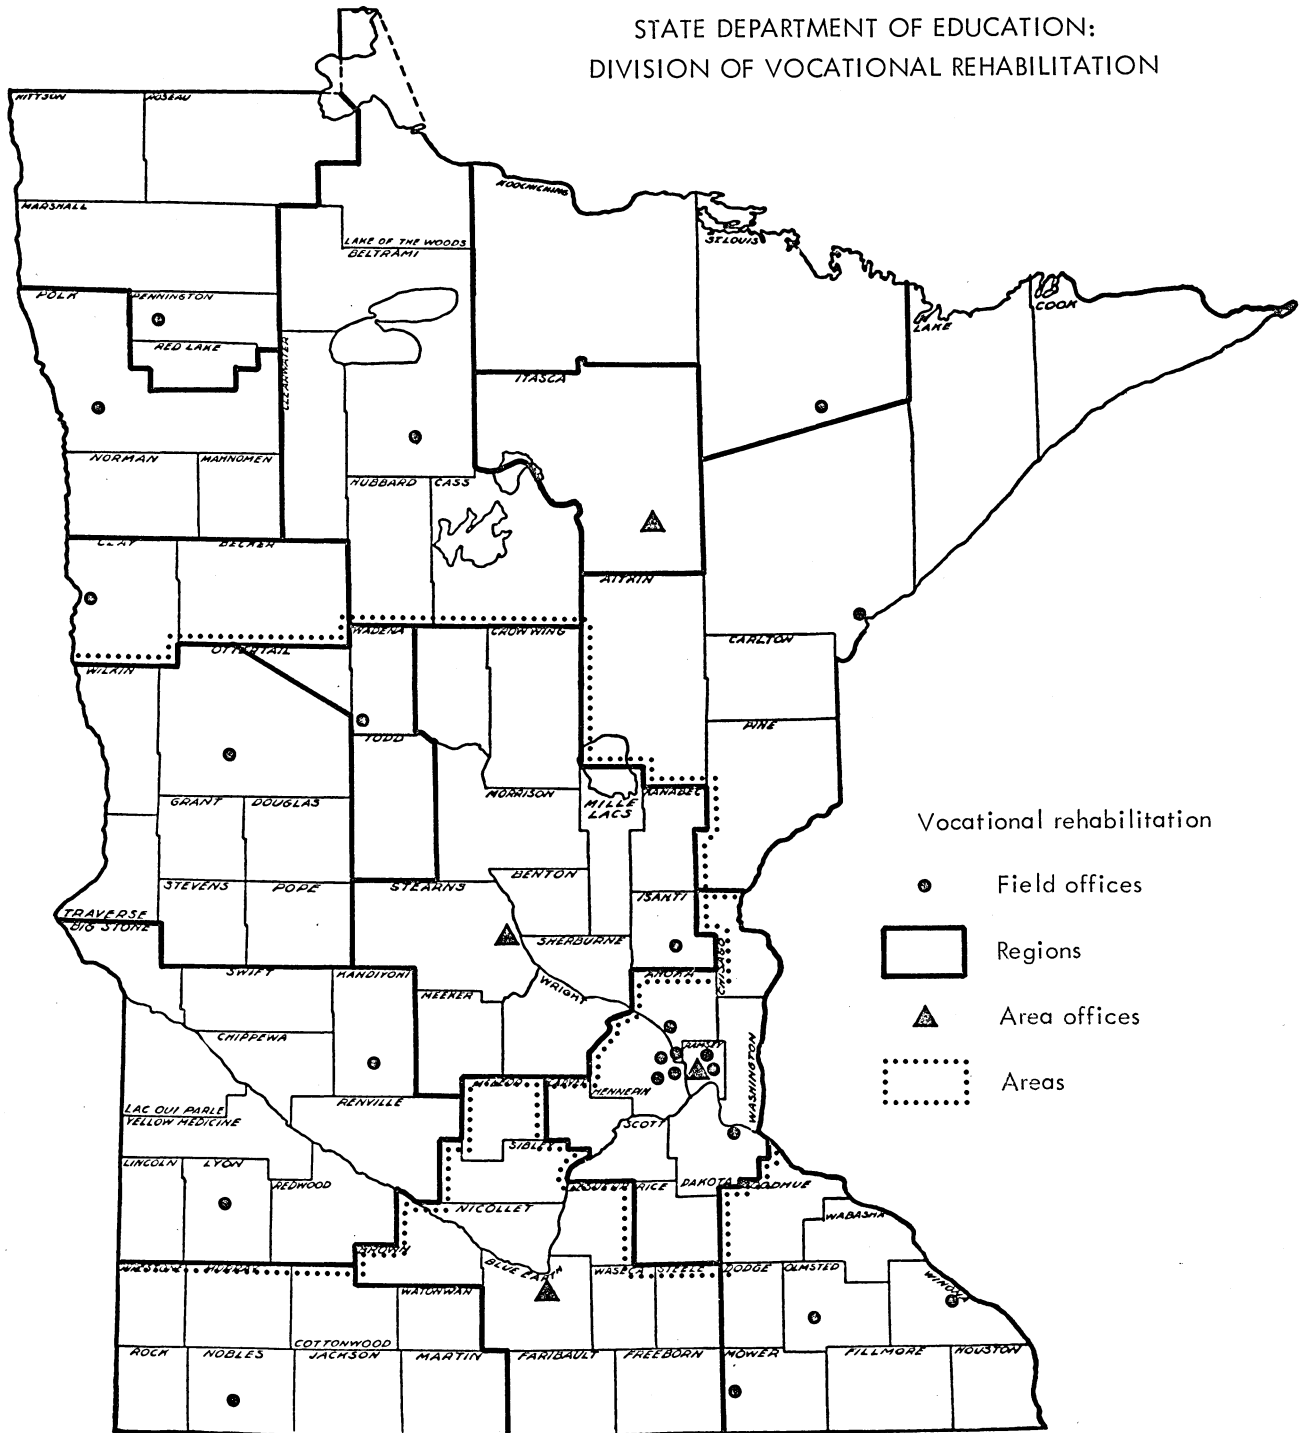 STATE DEPARTMENT OF EDUCATION:
DIVISION OF VOCATIONAL REHABILITATION
KITTSON
ROSEAU
KOOCHICHING
MARSHALL
LAKE OF THE WOODS
BELTRAMI
ST. LOUIS
POLK
PENNINGTON
COOK
LAKE
RED LAKE
CLEARWATER
ITASCA
NORMAN
MAHNOMEN
HUBBARD
CASS
CLAY
BECKER
AITKIN
WADENA
CROW WING
CARLTON
OTTERTAIL
WILKIN
PINE
TODD
GRANT
DOUGLAS
MORRISON
MILLE
LACS
KANABEC
Vocational rehabilitation
Field offices
STEVENS
POPE
STEARNS
BENTON
ISANTI
TRAVERSE
BIG STONE
SHERBURNE
CHISAGO
Regions
SWIFT
KANDIYOHI
ANOKA
MEEKER
WRIGHT
Area offices
CHIPPEWA
RAMSEY
WASHINGTON
Areas
MCLEOD
CARVER
HENNEPIN
RENVILLE
LAC QUI PARLE
YELLOW MEDICINE
SCOTT
SIBLEY
LINCOLN
LYON
REDWOOD
LESUEUR
RICE
DAKOTA
GOODHUE
NICOLLET
WABASHA
BROWN
BLUE EARTH
MURRAY
WASECA
STEELE
DODGE
OLMSTED
WINONA
WATONWAN
COTTONWOOD
ROCK
NOBLES
JACKSON
MARTIN
FARIBAULT
FREEBORN
MOWER
FILLMORE
HOUSTON